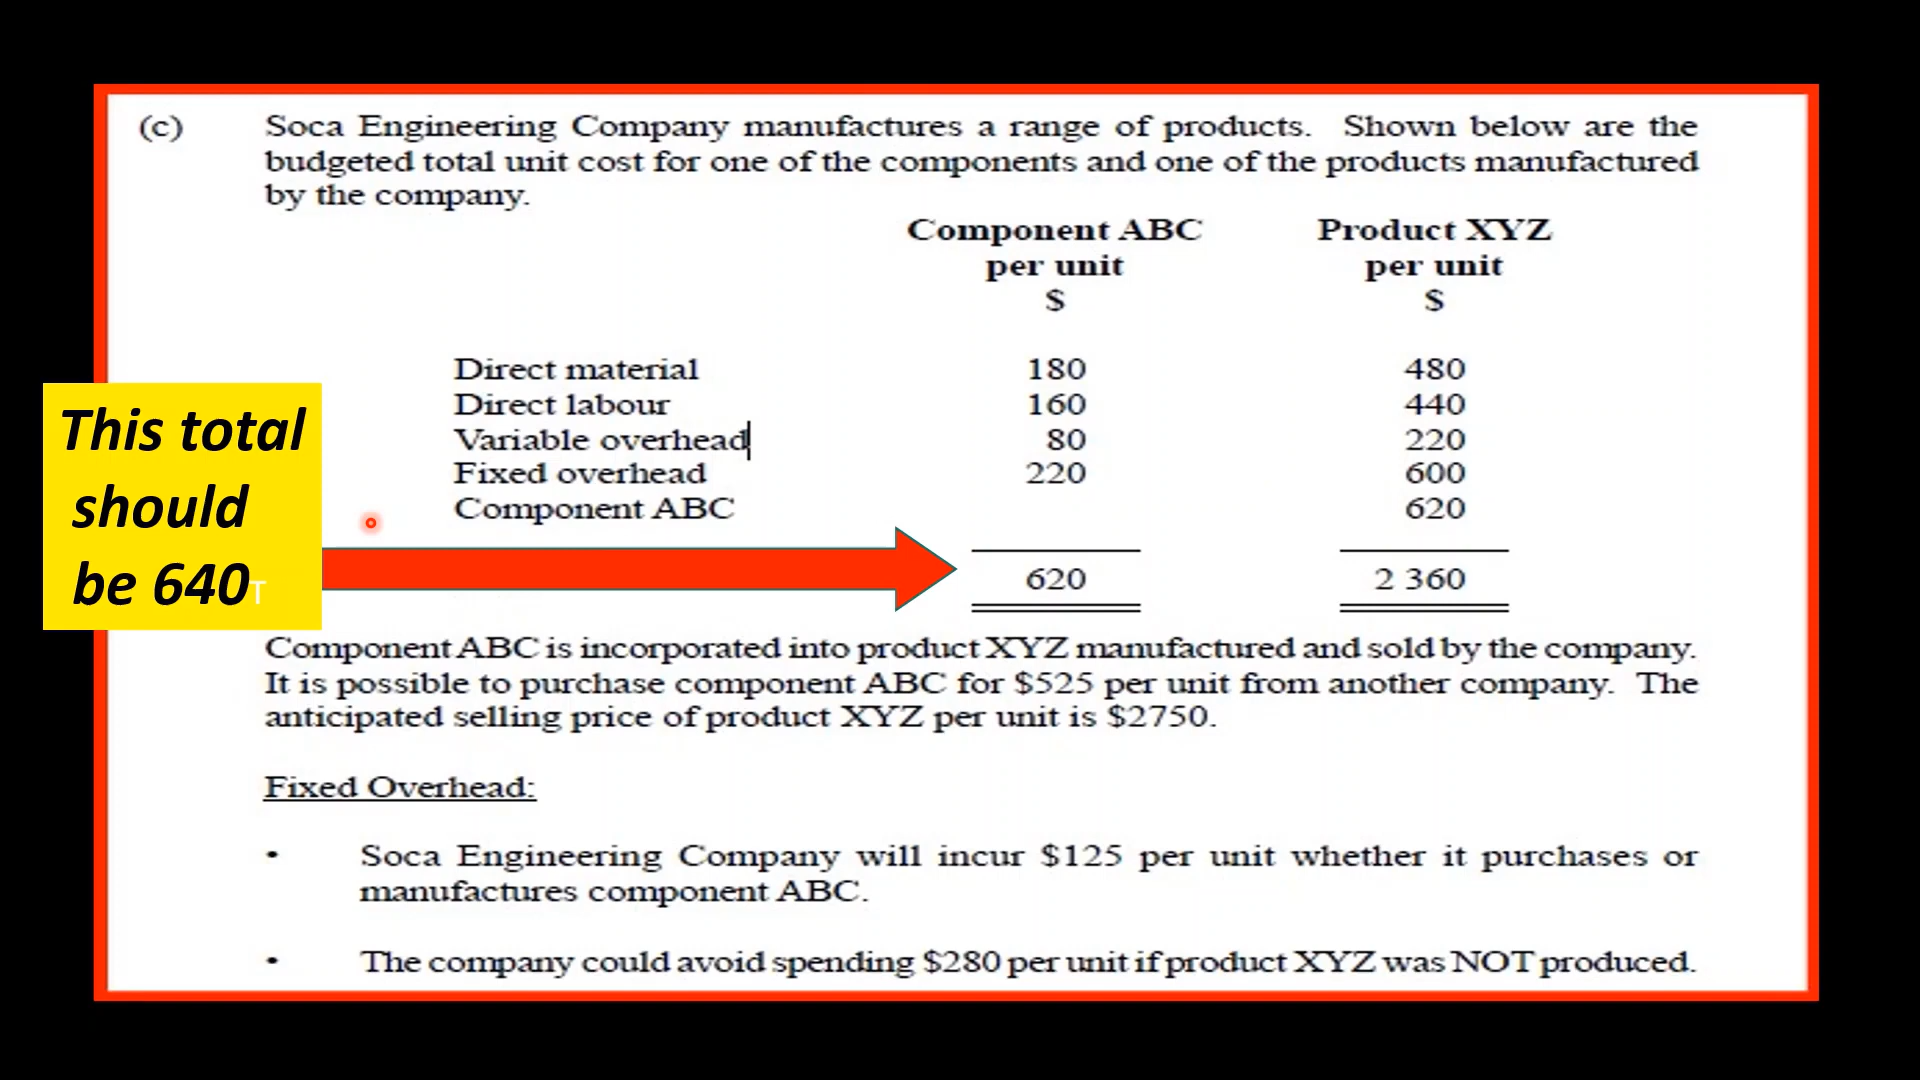 (c) Soca Engineering Company manufactures a range of products. Shown below are the
budgeted total unit cost for one of the components and one of the products manufactured
by the company.
Component ABC Product XYZ
per unit per unit
$ $
Direct material 180 480
Direct labour 160 440
Variable overhead 80 220
Fixed overhead 220 600
Component ABC 620
620 2 360
This total
should
be 640
T
Component ABC is incorporated into product XYZ manufactured and sold by the company.
It is possible to purchase component ABC for $525 per unit from another company. The
anticipated selling price of product XYZ per unit is $2750.
Fixed Overhead:
• Soca Engineering Company will incur $125 per unit whether it purchases or
manufactures component ABC.
• The company could avoid spending $280 per unit if product XYZ was NOT produced.